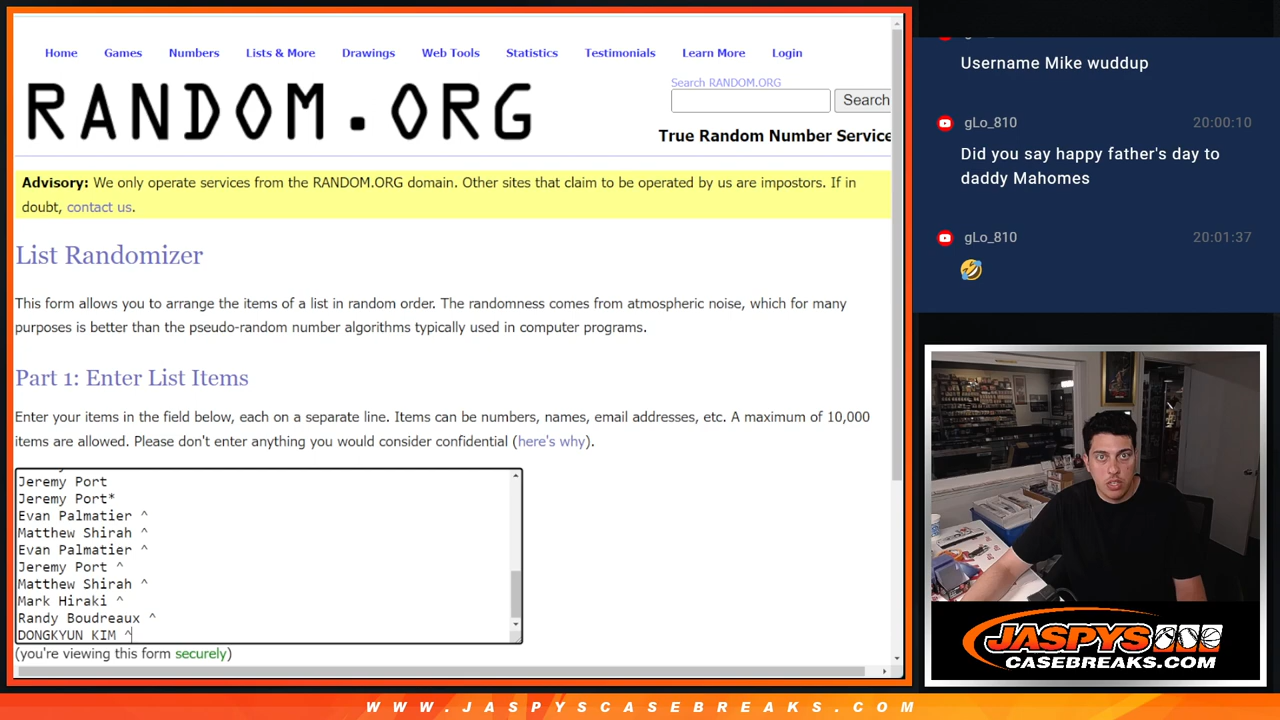 Home Games Numbers Lists & More Drawings Web Tools Statistics Testimonials Learn More Login
RANDOM.ORG
Search RANDOM.ORG
Search
True Random Number Service
Advisory: We only operate services from the RANDOM.ORG domain. Other sites that claim to be operated by us are impostors. If in
doubt, contact us.
List Randomizer
This form allows you to arrange the items of a list in random order. The randomness comes from atmospheric noise, which for many
purposes is better than the pseudo-random number algorithms typically used in computer programs.
Part 1: Enter List Items
Enter your items in the field below, each on a separate line. Items can be numbers, names, email addresses, etc. A maximum of 10,000
items are allowed. Please don't enter anything you would consider confidential (here's why).
Jeremy Port
Jeremy Port*
Evan Palmatier ^
Matthew Shirah ^
Evan Palmatier ^
Jeremy Port ^
Matthew Shirah ^
Mark Hiraki ^
Randy Boudreaux ^
DONGKYUN KIM ^
(you're viewing this form securely)
Username Mike wuddup
gLo_810 20:00:10
Did you say happy father's day to
daddy Mahomes
gLo_810 20:01:37
JASPYS
CASEBREAKS.COM
WWW.JASPYSCASEBREAKS.COM